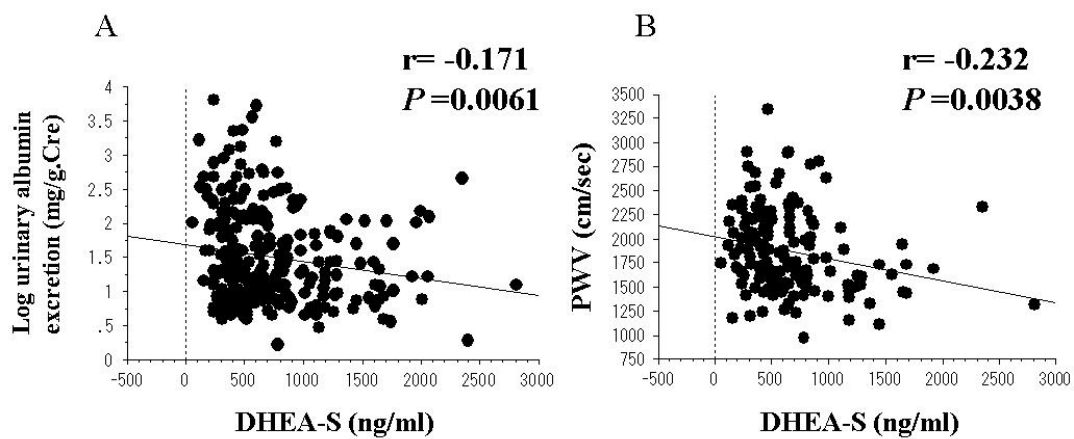 A
r= -0.171
P =0.0061
Log urinary albumin
excretion (mg/g.Cre)
4
3.5
3
2.5
2
1.5
1
.5
0
-500 0 500 1000 1500 2000 2500 3000
DHEA-S (ng/ml)
B
r= -0.232
P =0.0038
PWV (cm/sec)
3500
3250
3000
2750
2500
2250
2000
1750
1500
1250
1000
750
-500 0 500 1000 1500 2000 2500 3000
DHEA-S (ng/ml)